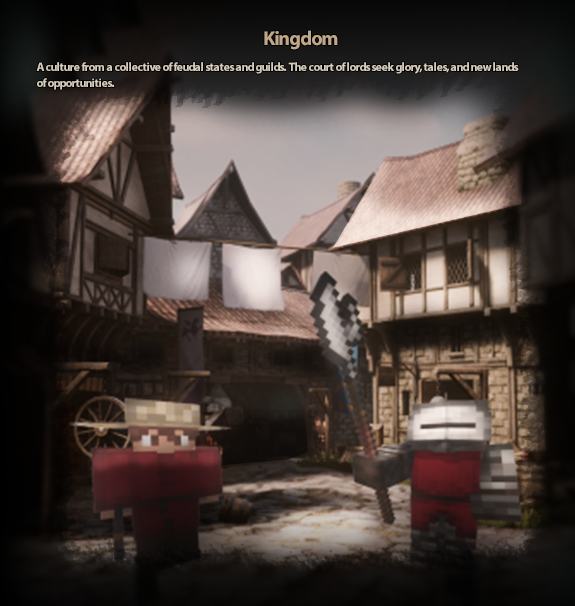 Kingdom
A culture from a collective of feudal states and guilds. The court of lords seek glory, tales, and new lands
of opportunities.